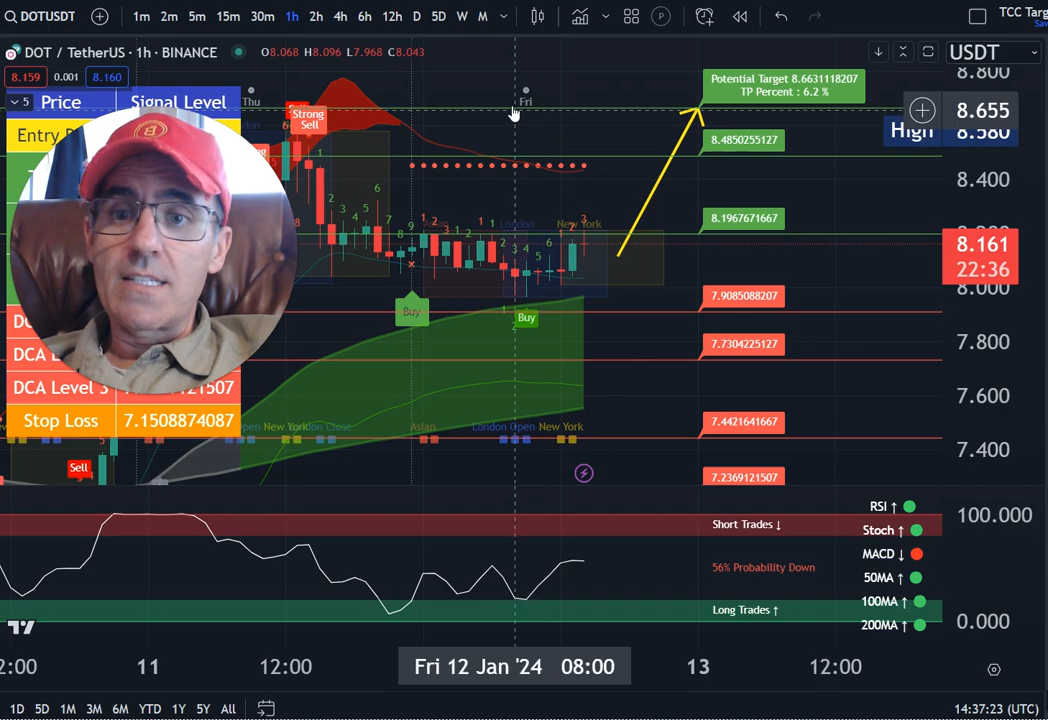 DOTUSDT
1m 2m 5m 15m 30m 1h 2h 4h 6h 12h D 5D W M
P
TCC Targ
DOT / TetherUS · 1h · BINANCE O8.068 H8.096 L7.968 C8.043
USDT
8.159 0.001 8.160
8.800
5 Price Signal Level
Thu
Fri
Potential Target 8.6631118207
TP Percent : 6.2 %
8.655
High 8.580
Strong
Sell
8.4850255127
8.400
8.1967671667
8.161
22:36
8.000
Asian London New York
7.9085088207
Buy
Buy
7.800
7.7304225127
7.600
Stop Loss 7.1508874087
New York London Close Asian London Open New York
7.4421641667
7.400
Sell
7.2369121507
RSI ↑
100.000
Short Trades ↓
Stoch ↑
MACD ↓
56% Probability Down
50MA ↑
100MA ↑
Long Trades ↑
200MA ↑
0.000
11 12:00 Fri 12 Jan '24 08:00 13 12:00
1D 5D 1M 3M 6M YTD 1Y 5Y All
14:37:23 (UTC)